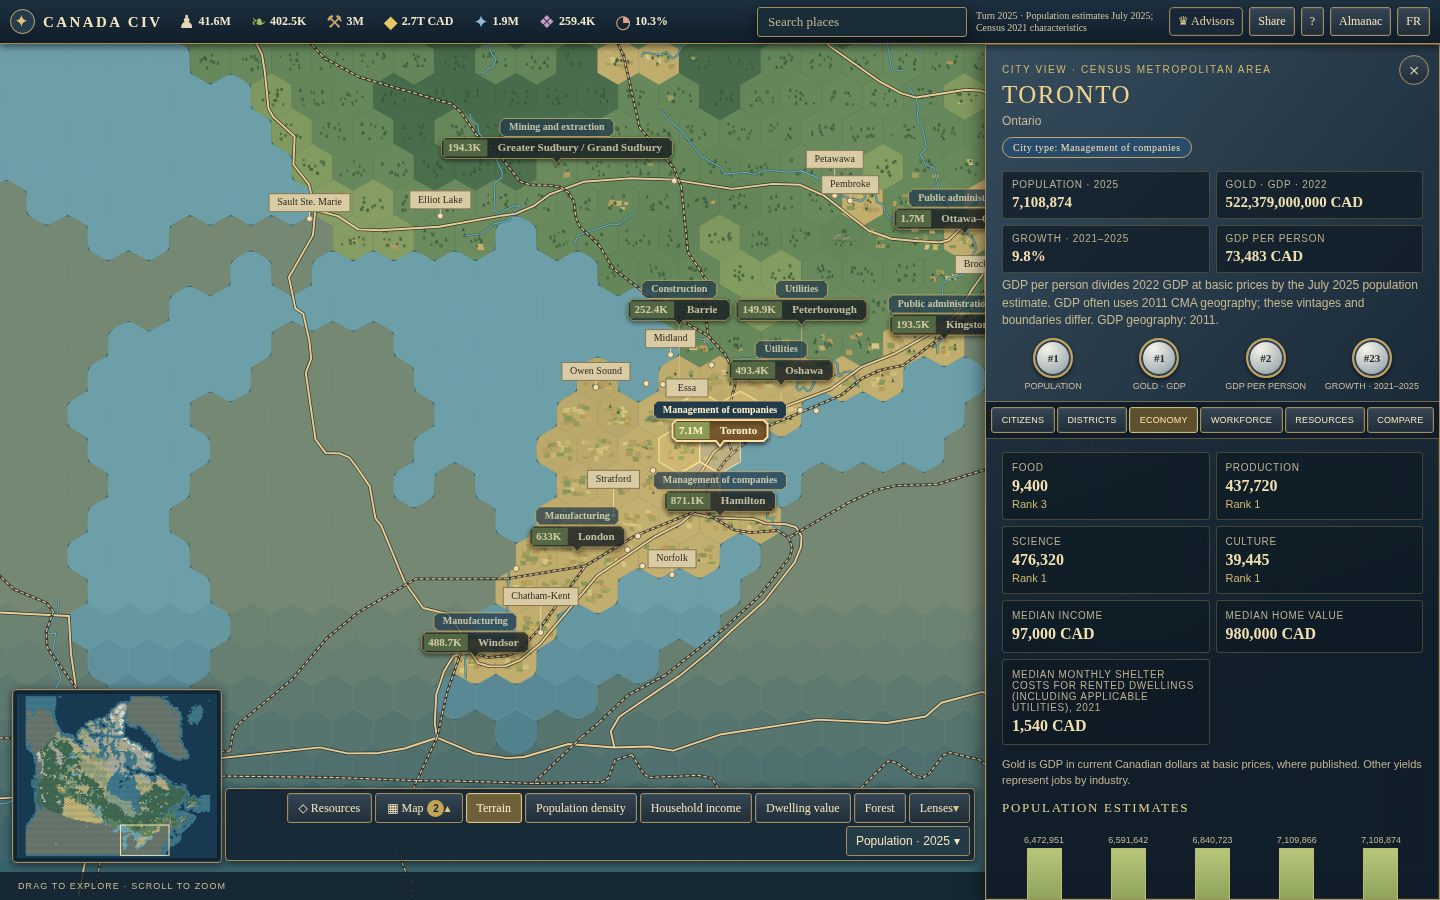 CANADA CIV
41.6M
402.5K
3M
2.7T CAD
1.9M
259.4K
10.3%
Search places
Turn 2025 · Population estimates July 2025;
Census 2021 characteristics
Advisors
Share
?
Almanac
FR
Mining and extraction
194.3K Greater Sudbury / Grand Sudbury
Petawawa
Pembroke
Sault Ste. Marie
Elliot Lake
Public administ
1.7M Ottawa–G
Brock
Construction
252.4K Barrie
Utilities
149.9K Peterborough
Public administratio
193.5K Kingston
Midland
Utilities
493.4K Oshawa
Owen Sound
Essa
Management of companies
7.1M Toronto
Stratford
Management of companies
871.1K Hamilton
Manufacturing
633K London
Norfolk
Chatham-Kent
Manufacturing
488.7K Windsor
Resources
Map 2
Terrain
Population density
Household income
Dwelling value
Forest
Lenses
Population · 2025
DRAG TO EXPLORE · SCROLL TO ZOOM
CITY VIEW · CENSUS METROPOLITAN AREA
TORONTO
Ontario
City type: Management of companies
POPULATION · 2025
7,108,874
GOLD · GDP · 2022
522,379,000,000 CAD
GROWTH · 2021–2025
9.8%
GDP PER PERSON
73,483 CAD
GDP per person divides 2022 GDP at basic prices by the July 2025 population
estimate. GDP often uses 2011 CMA geography; these vintages and
boundaries differ. GDP geography: 2011.
#1
POPULATION
#1
GOLD · GDP
#2
GDP PER PERSON
#23
GROWTH · 2021–2025
CITIZENS
DISTRICTS
ECONOMY
WORKFORCE
RESOURCES
COMPARE
FOOD
9,400
Rank 3
PRODUCTION
437,720
Rank 1
SCIENCE
476,320
Rank 1
CULTURE
39,445
Rank 1
MEDIAN INCOME
97,000 CAD
MEDIAN HOME VALUE
980,000 CAD
MEDIAN MONTHLY SHELTER
COSTS FOR RENTED DWELLINGS
(INCLUDING APPLICABLE
UTILITIES), 2021
1,540 CAD
Gold is GDP in current Canadian dollars at basic prices, where published. Other yields
represent jobs by industry.
POPULATION ESTIMATES
6,472,951
6,591,642
6,840,723
7,109,866
7,108,874